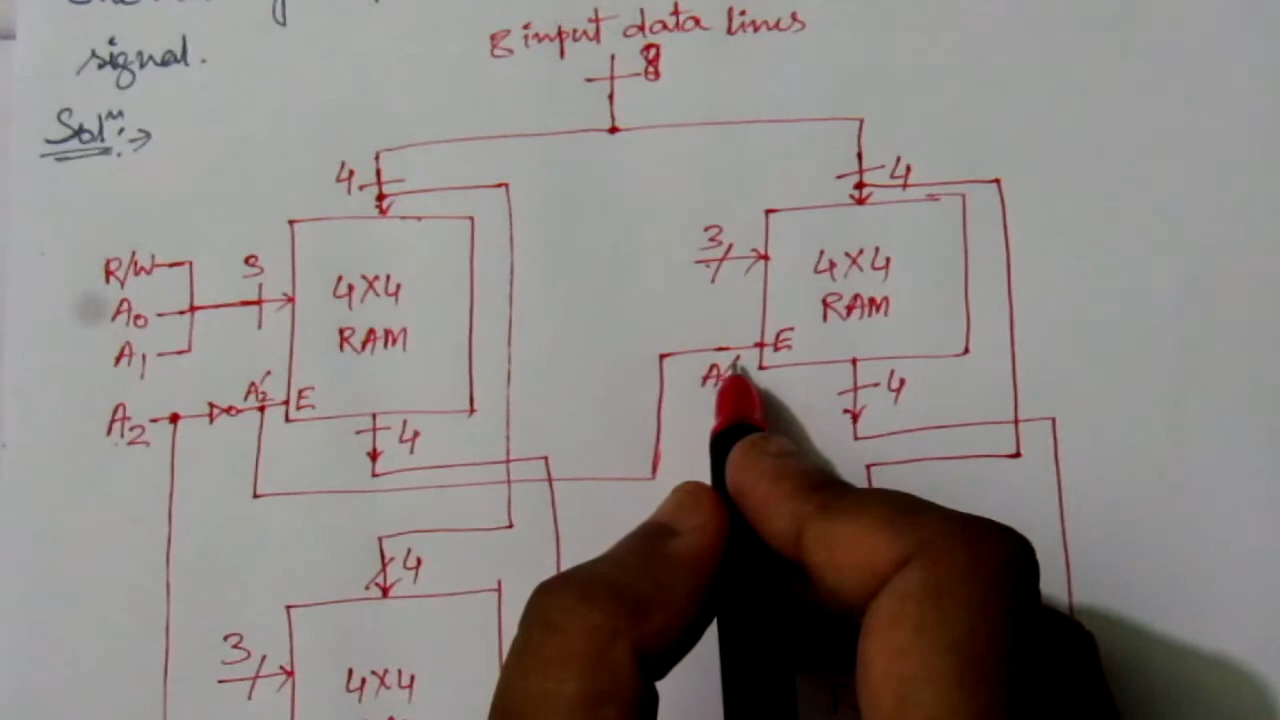 signal.
8 input data lines
8
Solⁿ:→
4
4
R/W
A₀
A₁
3
4X4
RAM
3
4X4
RAM
A₂
A₂'
E
E
4
4
4
3
4X4